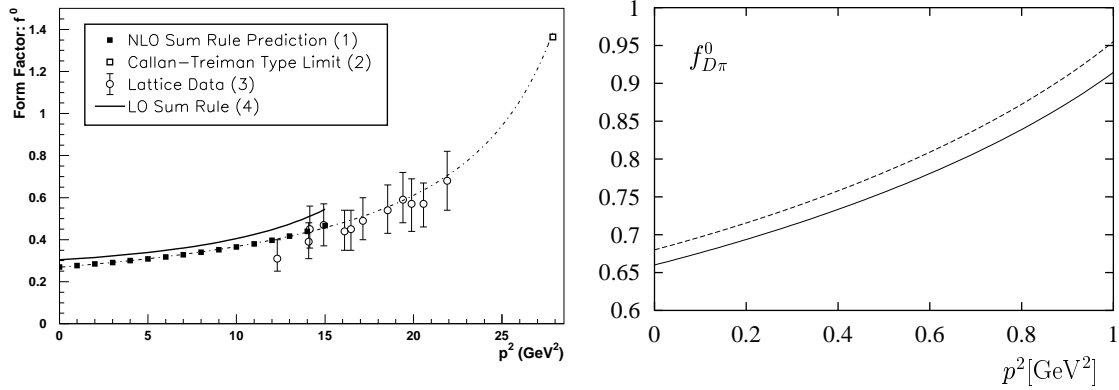 Form Factor: f⁰
1.4
1.2
1
0.8
0.6
0.4
0.2
0
NLO Sum Rule Prediction (1)
Callan-Treiman Type Limit (2)
Lattice Data (3)
LO Sum Rule (4)
0 5 10 15 20 25
p² (GeV²)
0.95
0.9
0.85
0.8
0.75
0.7
0.65
0.6
f⁰Dπ
0 0.2 0.4 0.6 0.8 1
p²[GeV²]